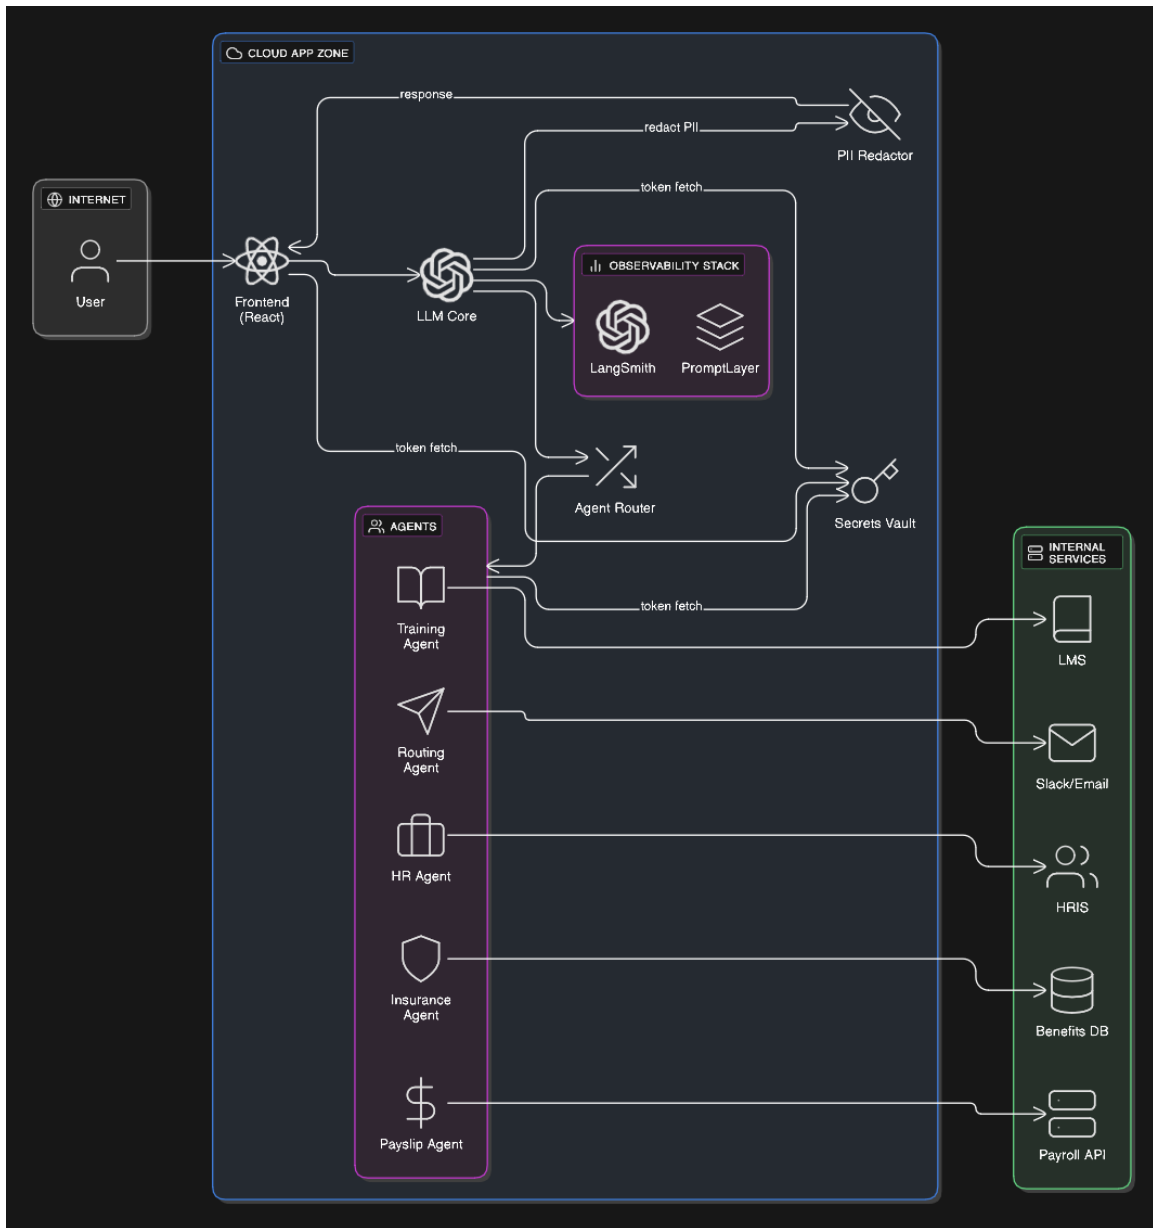 CLOUD APP ZONE
response
redact PII
PII Redactor
token fetch
INTERNET
User
Frontend
(React)
LLM Core
OBSERVABILITY STACK
LangSmith
PromptLayer
token fetch
Agent Router
Secrets Vault
AGENTS
token fetch
Training
Agent
Routing
Agent
HR Agent
Insurance
Agent
Payslip Agent
INTERNAL
SERVICES
LMS
Slack/Email
HRIS
Benefits DB
Payroll API